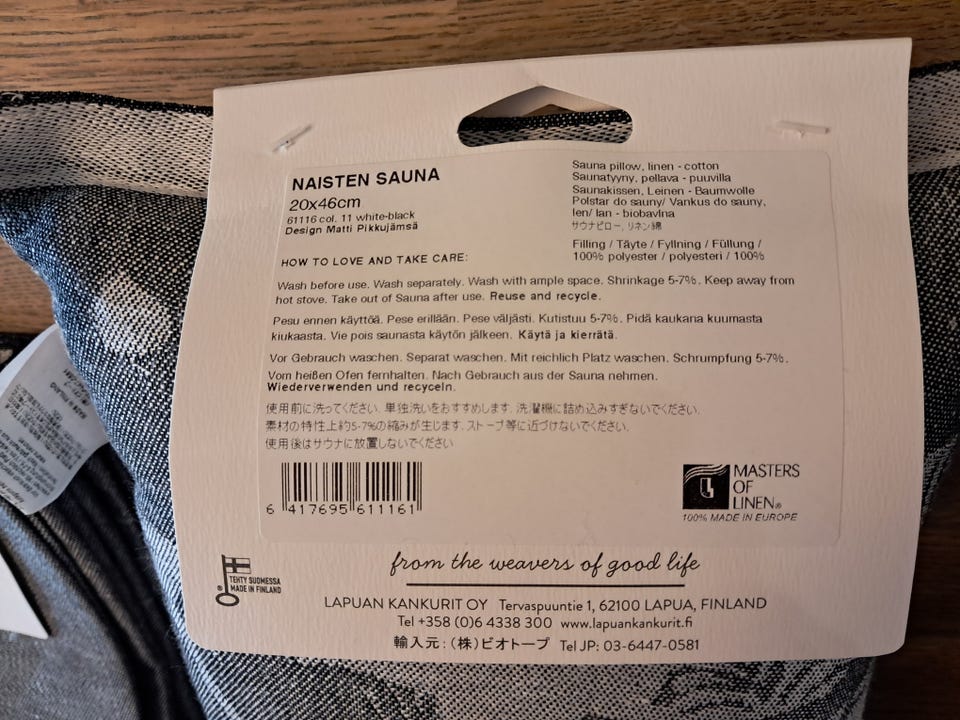 NAISTEN SAUNA
20x46cm
61116 col. 11 white-black
Design Matti Pikkujämsä
Sauna pillow, linen - cotton
Saunatyyny, pellava - puuvilla
Saunakissen, Leinen - Baumwolle
Polstar do sauny/ Vankus do sauny,
len/ lan - biobavlna
サウナピロー, リネン綿
Filling / Täyte / Fyllning / Füllung /
100% polyester / polyesteri / 100%
HOW TO LOVE AND TAKE CARE:
Wash before use. Wash separately. Wash with ample space. Shrinkage 5-7%. Keep away from
hot stove. Take out of Sauna after use. Reuse and recycle.
Pesu ennen käyttöä. Pese erillään. Pese väljästi. Kutistuu 5-7%. Pidä kaukana kuumasta
kiukaasta. Vie pois saunasta käytön jälkeen. Käytä ja kierrätä.
Vor Gebrauch waschen. Separat waschen. Mit reichlich Platz waschen. Schrumpfung 5-7%.
Vom heißen Ofen fernhalten. Nach Gebrauch aus der Sauna nehmen.
Wiederverwenden und recyceln.
使用前に洗ってください. 単独洗いをおすすめします. 洗濯機に詰め込みすぎないでください.
素材の特性上約5-7%の縮みが生じます. ストーブ等に近づけないでください.
使用後はサウナに放置しないでください
6 417695 611161
MASTERS
OF
LINEN®
100% MADE IN EUROPE
TEHTY SUOMESSA
® MADE IN FINLAND
from the weavers of good life
LAPUAN KANKURIT OY Tervaspuuntie 1, 62100 LAPUA, FINLAND
Tel +358 (0)6 4338 300 www.lapuankankurit.fi
輸入元:(株)ビオトープ Tel JP: 03-6447-0581
MADE IN FINLAND